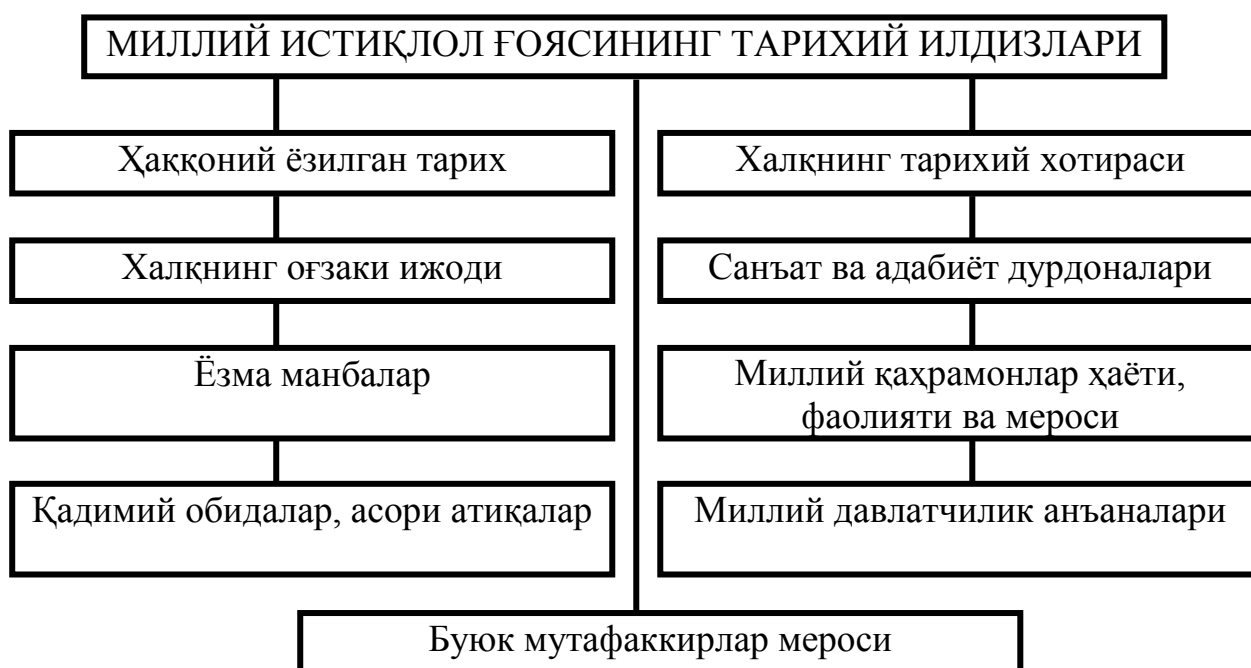 МИЛЛИЙ ИСТИҚЛОЛ ҒОЯСИНИНГ ТАРИХИЙ ИЛДИЗЛАРИ
Ҳаққоний ёзилган тарих
Халқнинг оғзаки ижоди
Ёзма манбалар
Қадимий обидалар, асори атиқалар
Халқнинг тарихий хотираси
Санъат ва адабиёт дурдоналари
Миллий қаҳрамонлар ҳаёти,
фаолияти ва мероси
Миллий давлатчилик анъаналари
Буюк мутафаккирлар мероси